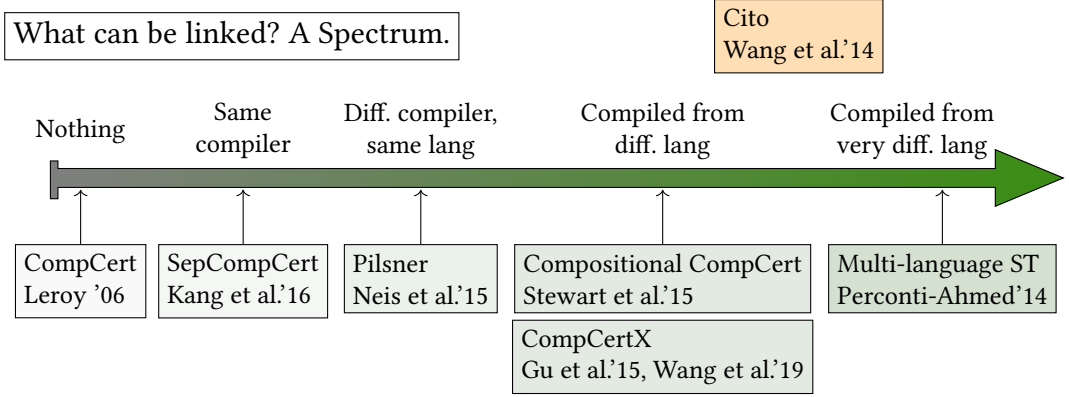 What can be linked? A Spectrum.
Cito
Wang et al.’14
Nothing
Same
compiler
Diff. compiler,
same lang
Compiled from
diff. lang
Compiled from
very diff. lang
CompCert
Leroy ’06
SepCompCert
Kang et al.’16
Pilsner
Neis et al.’15
Compositional CompCert
Stewart et al.’15
CompCertX
Gu et al.’15, Wang et al.’19
Multi-language ST
Perconti-Ahmed’14